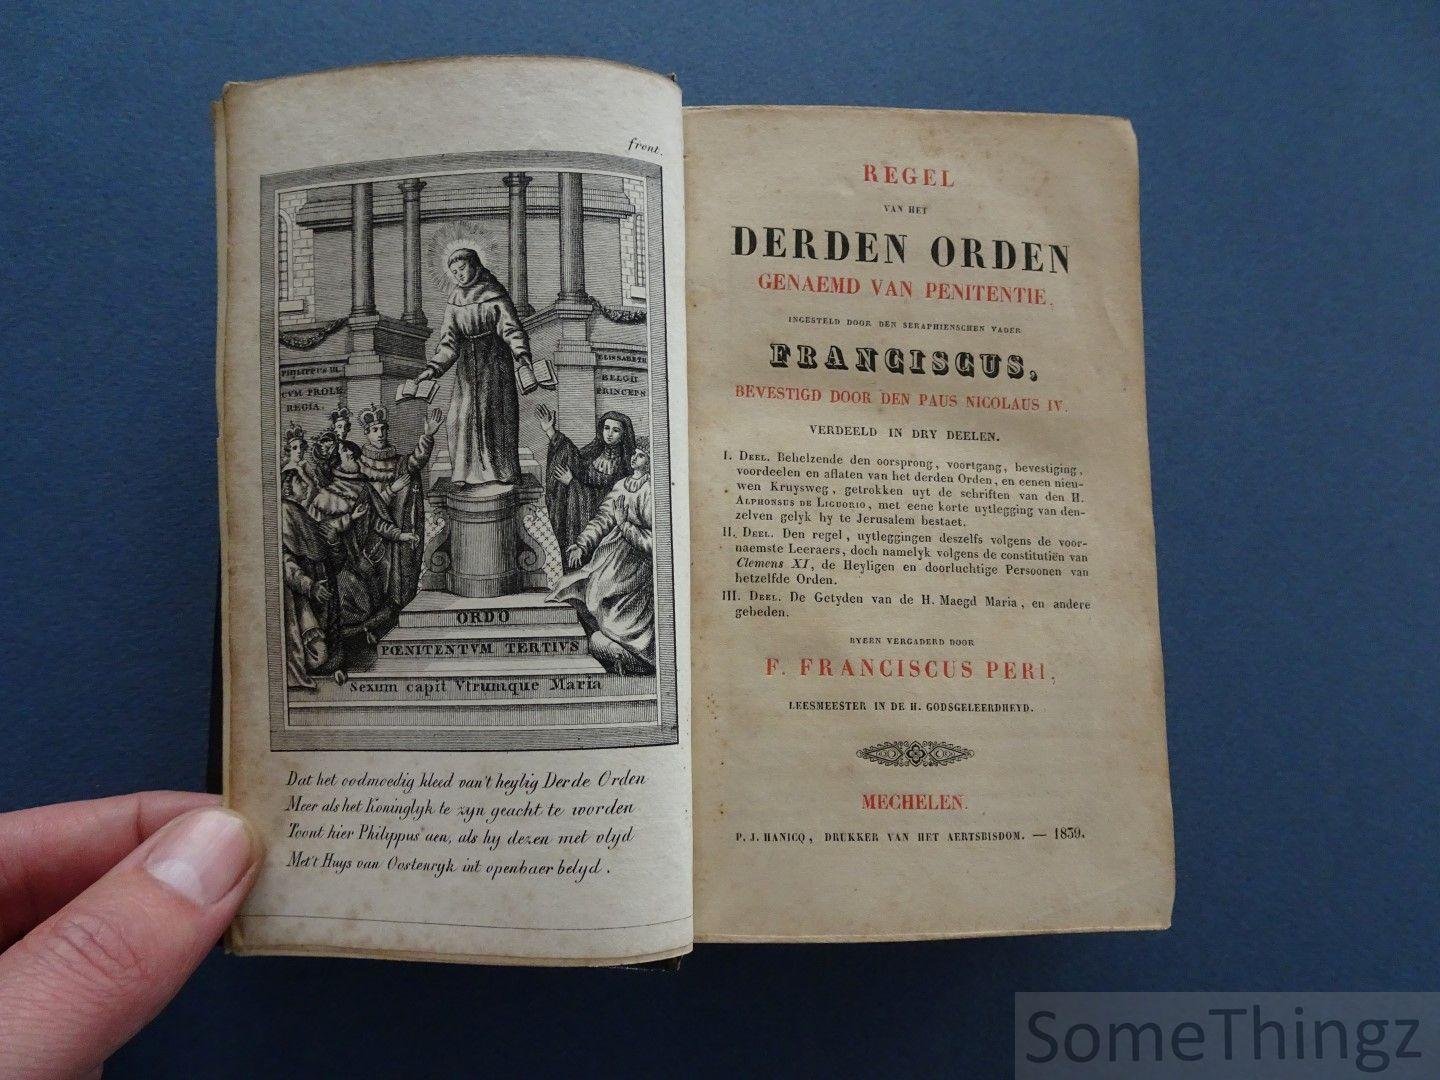 front.
PHILIPPUS III.
CVM PROLE
REGIA.
ELISSABETH
BELGII
PRINCEPS
ORDO
PŒNITENTVM TERTIVS
Sexum capit Vtrumque Maria
Dat het oodmoedig kleed van't heylig Derde Orden
Meer als het Koninglyk te zyn geacht te worden
Toont hier Philippus aen, als hy dezen met vlyd
Met't Huys van Oostenryk int openbaer belyd.
REGEL
VAN HET
DERDEN ORDEN
GENAEMD VAN PENITENTIE,
INGESTELD DOOR DEN SERAPHIENSCHEN VADER
FRANCISCUS,
BEVESTIGD DOOR DEN PAUS NICOLAUS IV.
VERDEELD IN DRY DEELEN.
I. DEEL. Behelzende den oorsprong, voortgang, bevestiging,
voordeelen en aflaten van het derden Orden, en eenen nieu-
wen Kruysweg, getrokken uyt de schriften van den H.
ALPHONSUS DE LIGUORIO, met eene korte uytlegging van den-
zelven gelyk hy te Jerusalem bestaet.
II. DEEL. Den regel, uytleggingen deszelfs volgens de voor-
naemste Leeraers, doch namelyk volgens de constitutiën van
Clemens XI, de Heyligen en doorluchtige Persoonen van
hetzelfde Orden.
III. DEEL. De Getyden van de H. Maegd Maria, en andere
gebeden.
BYEEN VERGADERD DOOR
F. FRANCISCUS PERI,
LEESMEESTER IN DE H. GODSGELEERDHEYD.
MECHELEN.
P. J. HANICQ, DRUKKER VAN HET AERTSBISDOM. — 1839.
SomeThingz